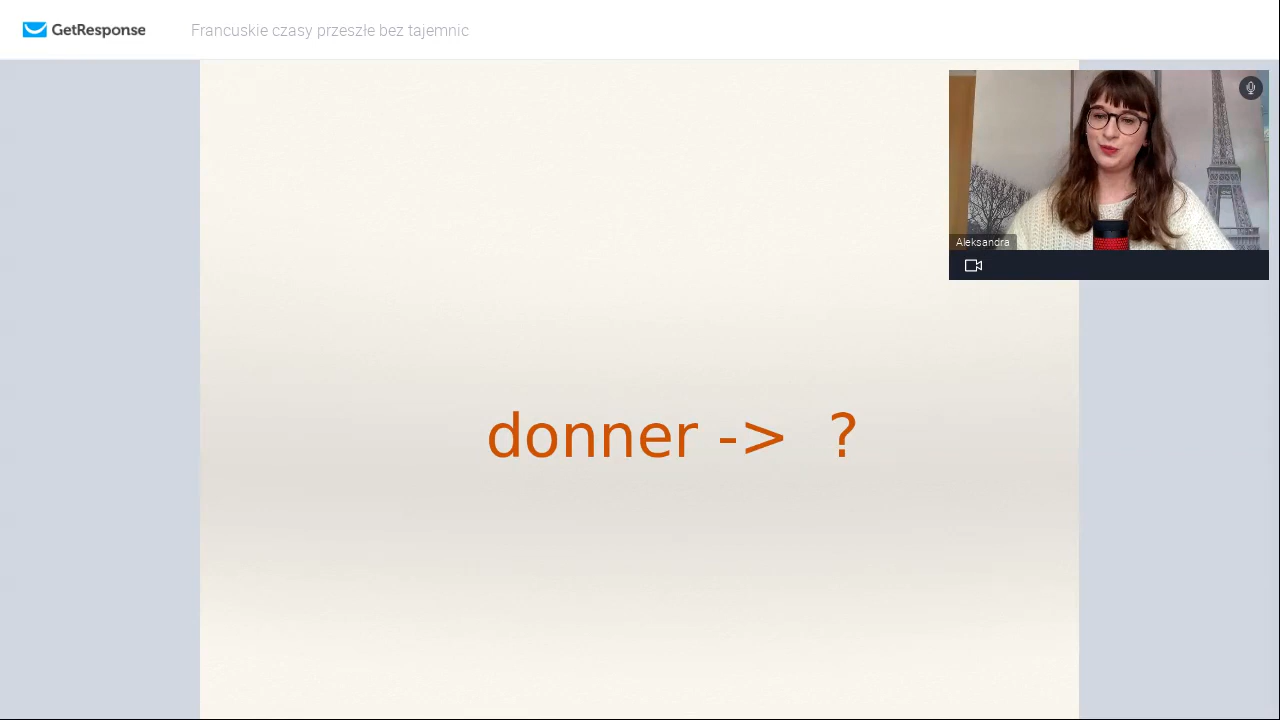 GetResponse
Francuskie czasy przeszłe bez tajemnic
Aleksandra
donner -> ?